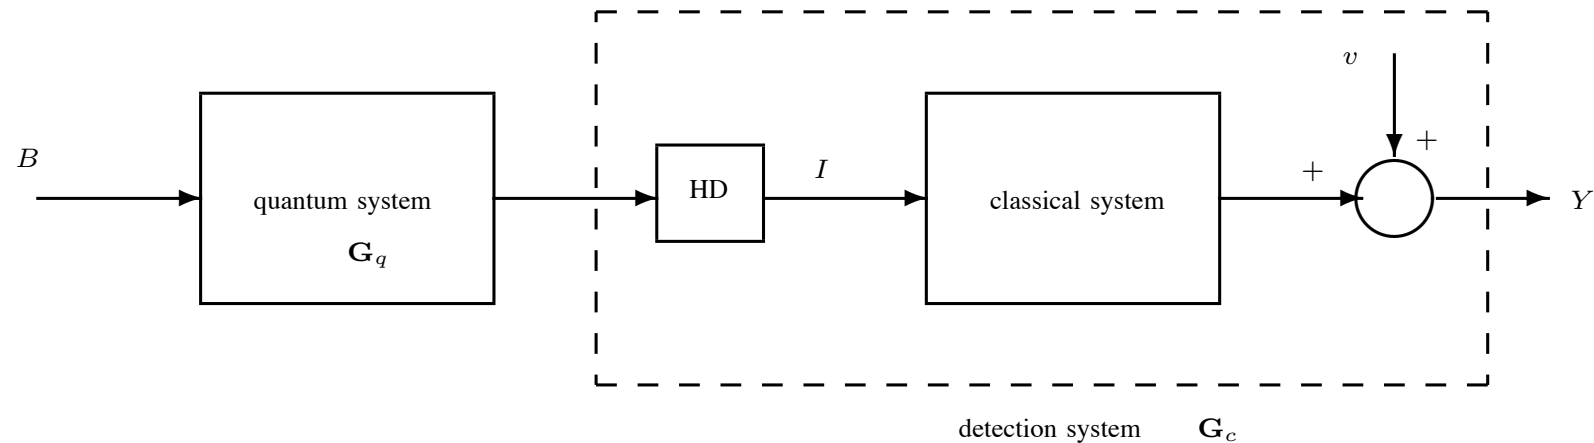 v
+
B
HD
I
+
quantum system
classical system
Y
G_q
detection system G_c